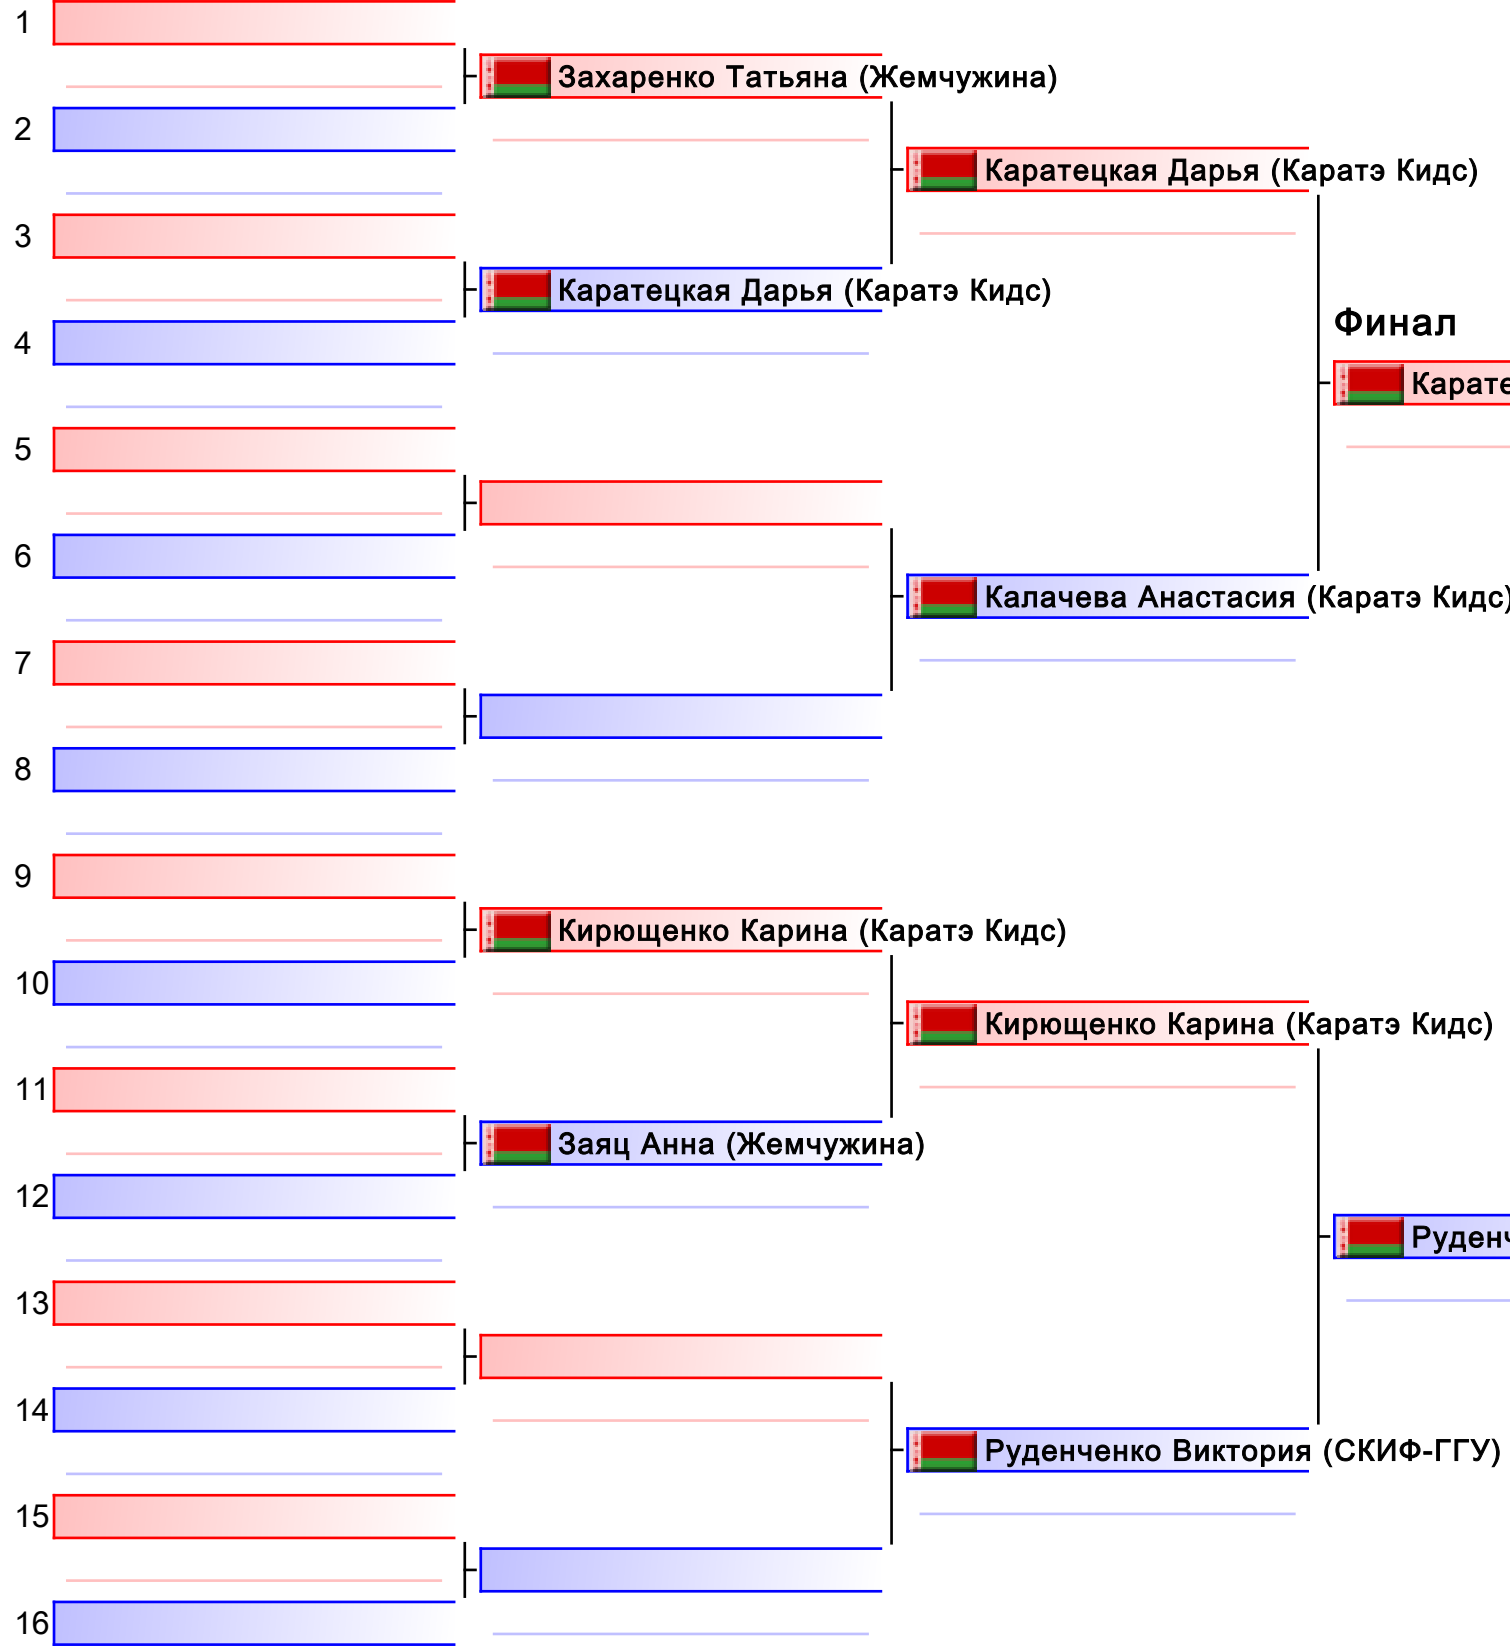 1
Захаренко Татьяна (Жемчужина)
2
Каратецкая Дарья (Каратэ Кидс)
3
Каратецкая Дарья (Каратэ Кидс)
Финал
4
Карате
5
6
Калачева Анастасия (Каратэ Кидс)
7
8
9
Кирющенко Карина (Каратэ Кидс)
10
Кирющенко Карина (Каратэ Кидс)
11
Заяц Анна (Жемчужина)
12
Руденч
13
14
Руденченко Виктория (СКИФ-ГГУ)
15
16